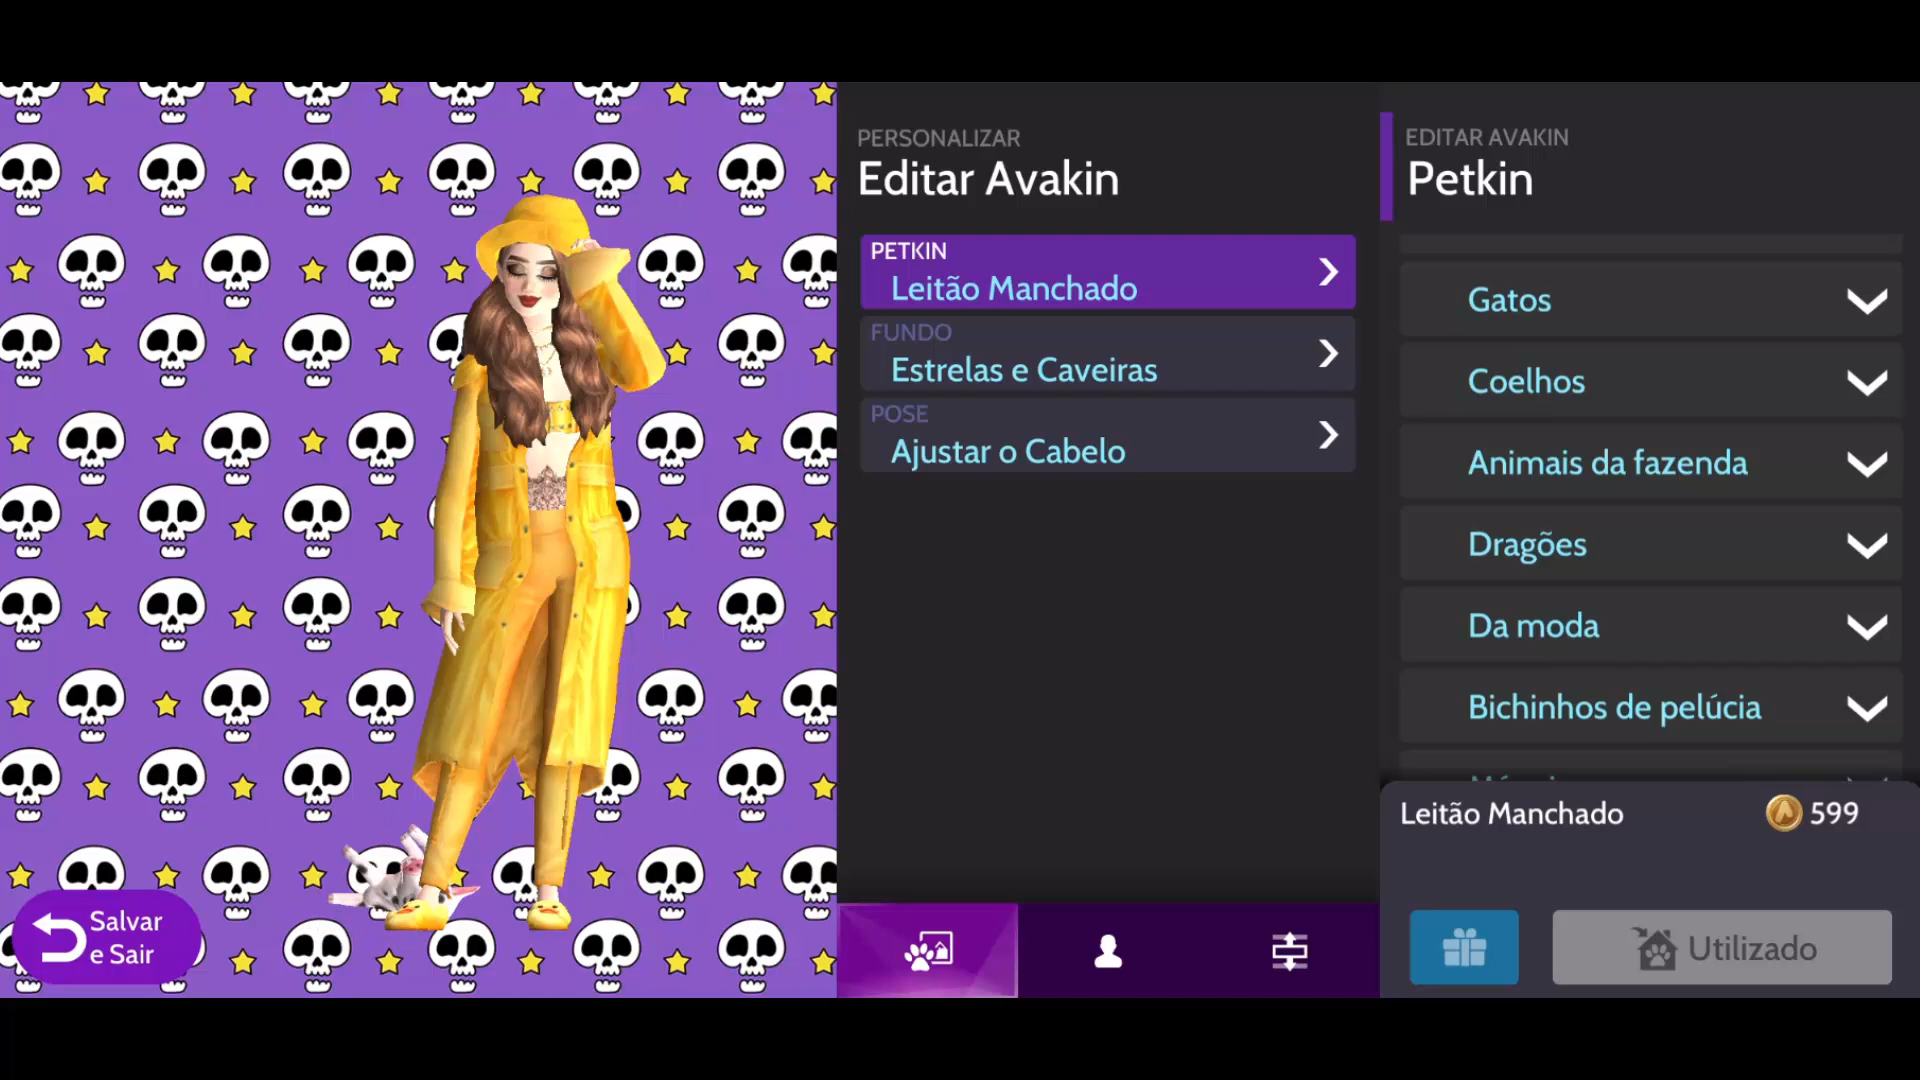 PERSONALIZAR
Editar Avakin
PETKIN
Leitão Manchado
FUNDO
Estrelas e Caveiras
POSE
Ajustar o Cabelo
EDITAR AVAKIN
Petkin
Gatos
Coelhos
Animais da fazenda
Dragões
Da moda
Bichinhos de pelúcia
Leitão Manchado
599
Utilizado
Salvar
e Sair